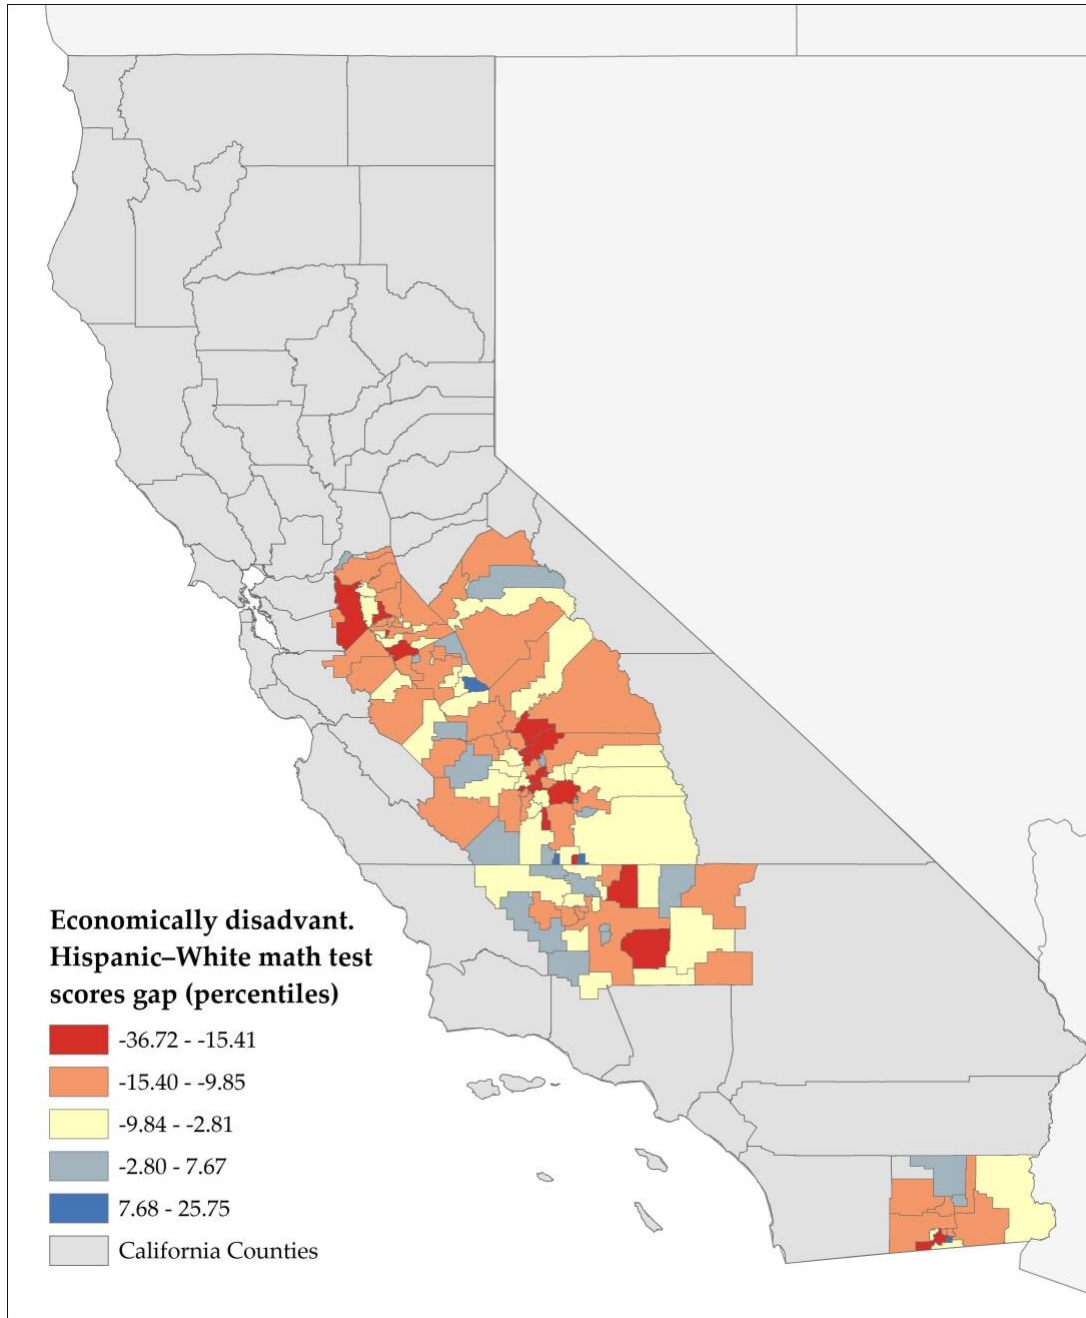 Economically disadvant.
Hispanic–White math test
scores gap (percentiles)
-36.72 - -15.41
-15.40 - -9.85
-9.84 - -2.81
-2.80 - 7.67
7.68 - 25.75
California Counties